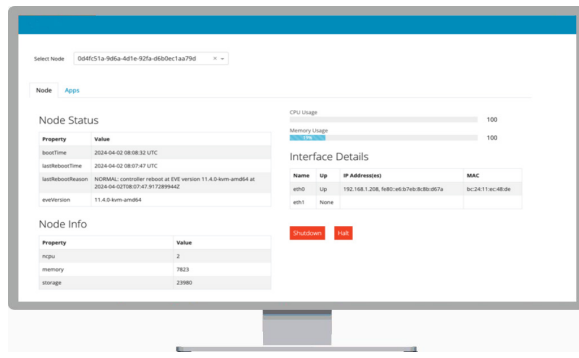 Select Node 0d4fc51a-9d6a-4d1e-92fa-d6b0ec1aa79d
Node Apps
Node Status
Property Value
bootTime 2024-04-02 08:08:32 UTC
lastRebootTime 2024-04-02 08:07:47 UTC
lastRebootReason NORMAL: controller reboot at EVE version 11.4.0-kvm-amd64 at
2024-04-02T08:07:47.917289944Z
eveVersion 11.4.0-kvm-amd64
Node Info
Property Value
ncpu 2
memory 7823
storage 23980
CPU Usage
100
Memory Usage
100
Interface Details
Name Up IP Address(es) MAC
eth0 Up 192.168.1.208, fe80::e6:b7eb:8c8b:d67a bc:24:11:ec:48:de
eth1 None
Shutdown Halt